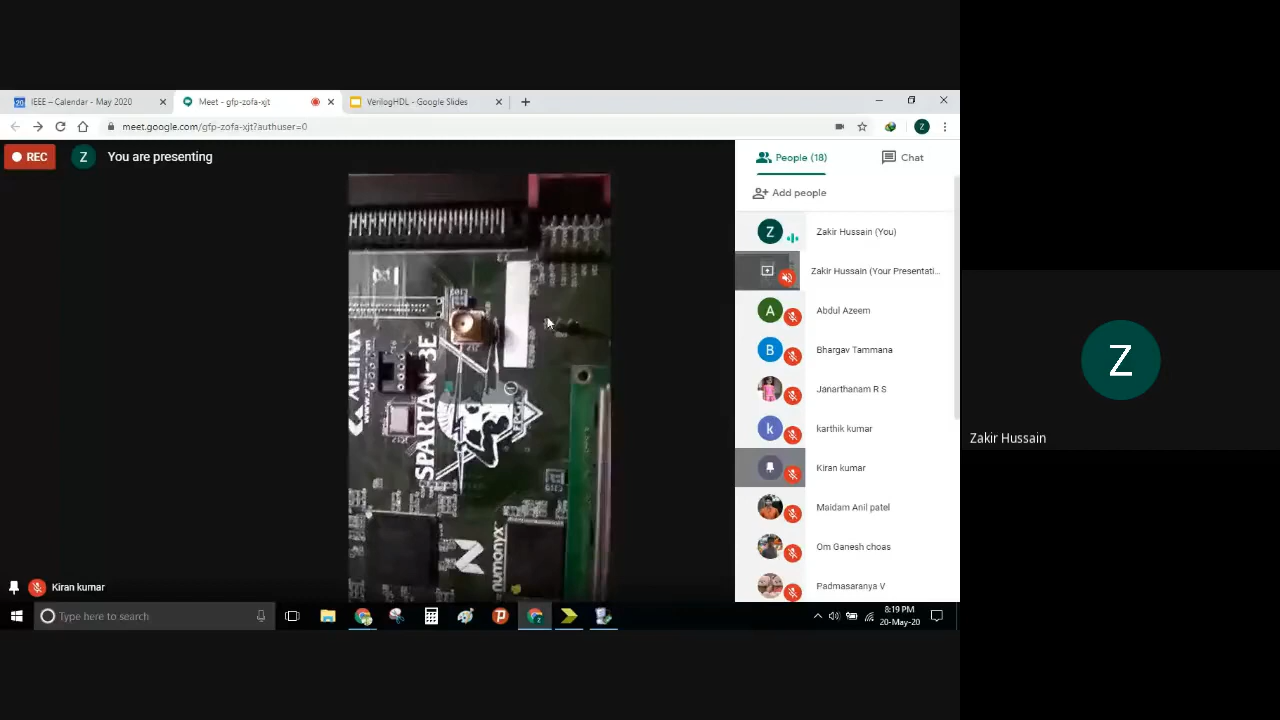 IEEE – Calendar - May 2020
Meet - gfp-zofa-xjt
VerilogHDL - Google Slides
meet.google.com/gfp-zofa-xjt?authuser=0
Z
REC
Z
You are presenting
People (18)
Chat
Add people
Z
Zakir Hussain (You)
Zakir Hussain (Your Presentati...
A
Abdul Azeem
B
Bhargav Tammana
Janarthanam R S
k
karthik kumar
Kiran kumar
Maidam Anil patel
Om Ganesh choas
Padmasaranya V
XILINX
SPARTAN-3E
numonyx
Kiran kumar
Type here to search
8:19 PM
20-May-20
Z
Zakir Hussain